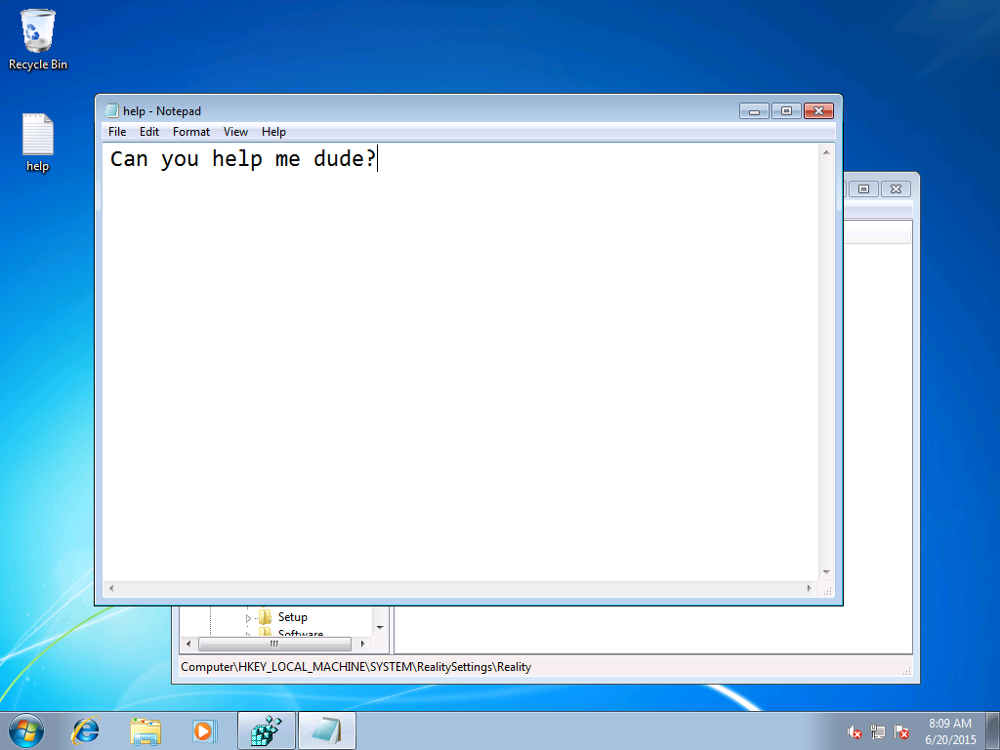 Recycle Bin
help
help - Notepad
File Edit Format View Help
Can you help me dude?
Setup
Software
Computer\HKEY_LOCAL_MACHINE\SYSTEM\RealitySettings\Reality
8:09 AM
6/20/2015